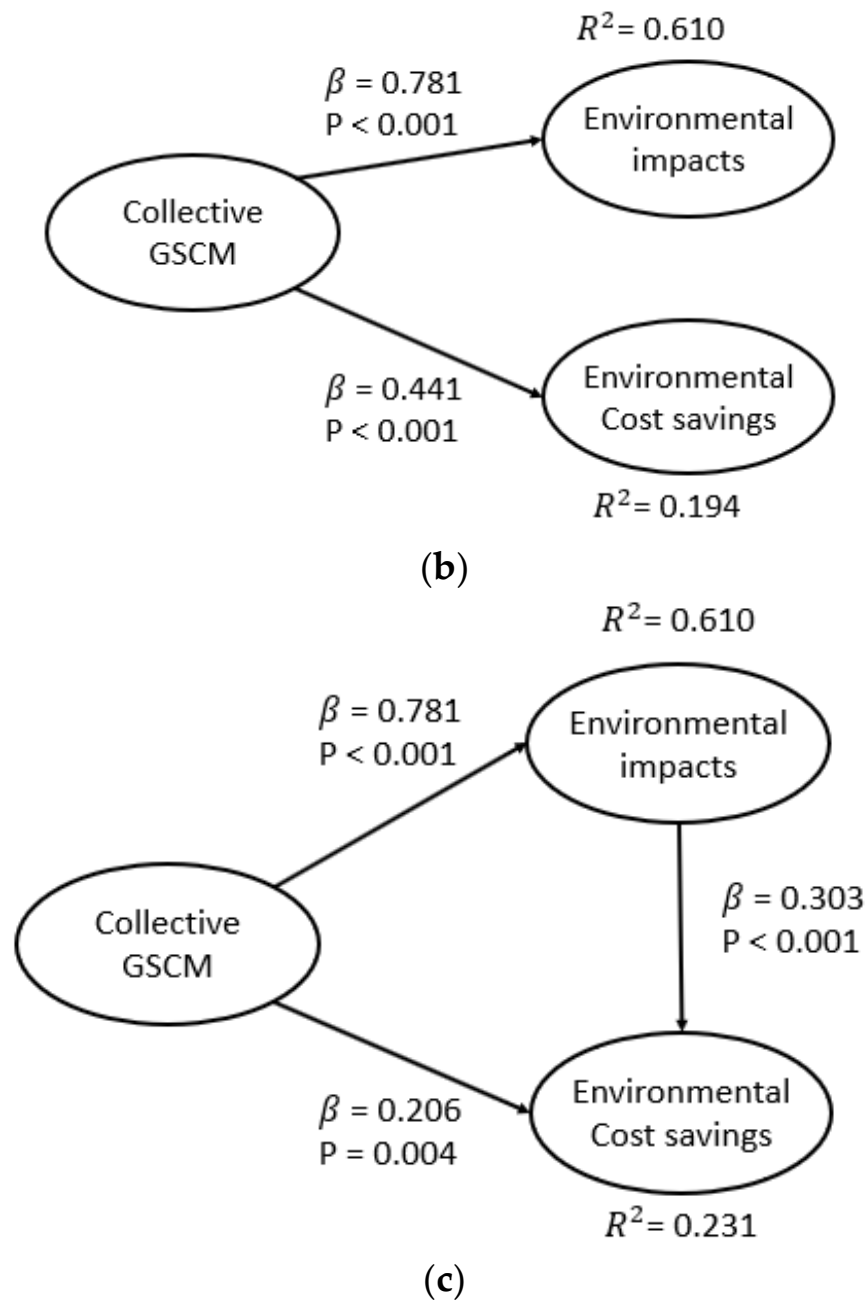 R² = 0.610
β = 0.781
P < 0.001
Environmental
impacts
Collective
GSCM
β = 0.441
P < 0.001
Environmental
Cost savings
R² = 0.194
(b)
R² = 0.610
β = 0.781
P < 0.001
Environmental
impacts
Collective
GSCM
β = 0.303
P < 0.001
β = 0.206
P = 0.004
Environmental
Cost savings
R² = 0.231
(c)